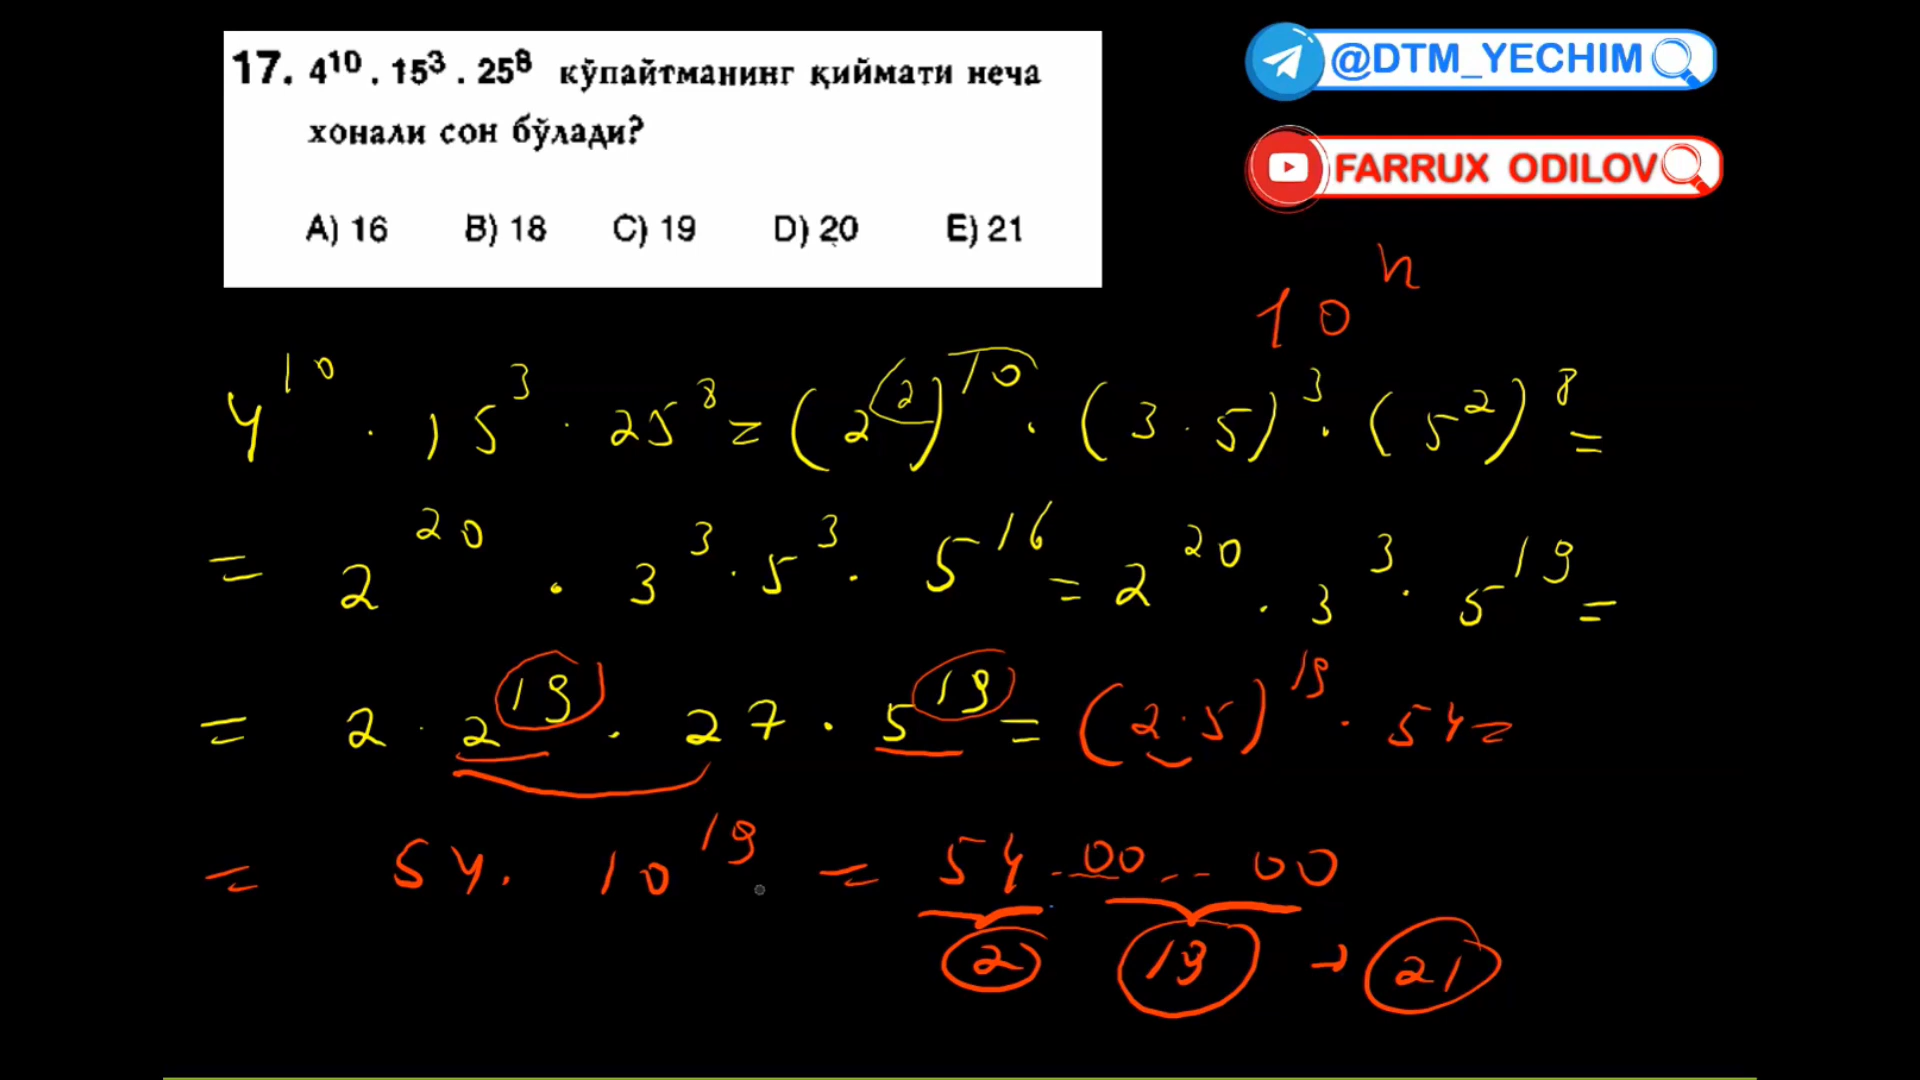 17. 4¹⁰ . 15³ . 25⁸ кўпайтманинг қиймати неча
хонали сон бўлади?
A) 16 B) 18 C) 19 D) 20 E) 21
@DTM_YECHIM
FARRUX ODILOV
10ⁿ
4¹⁰ · 15³ · 25⁸ = (2²)¹⁰ · (3 · 5)³ · (5²)⁸ =
= 2²⁰ · 3³ · 5³ · 5¹⁶ = 2²⁰ · 3³ · 5¹⁹ =
= 2 · 2¹⁹ · 27 · 5¹⁹ = (2 · 5)¹⁹ · 54 =
= 54 · 10¹⁹ = 54 · 00 ... 00
2 19 → 21